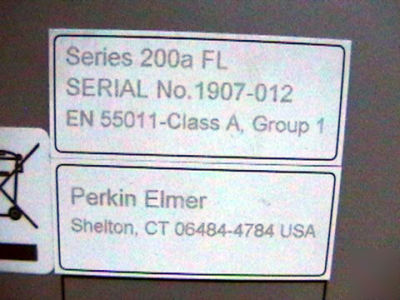 Series 200a FL
SERIAL No.1907-012
EN 55011-Class A, Group 1
Perkin Elmer
Shelton, CT 06484-4784 USA